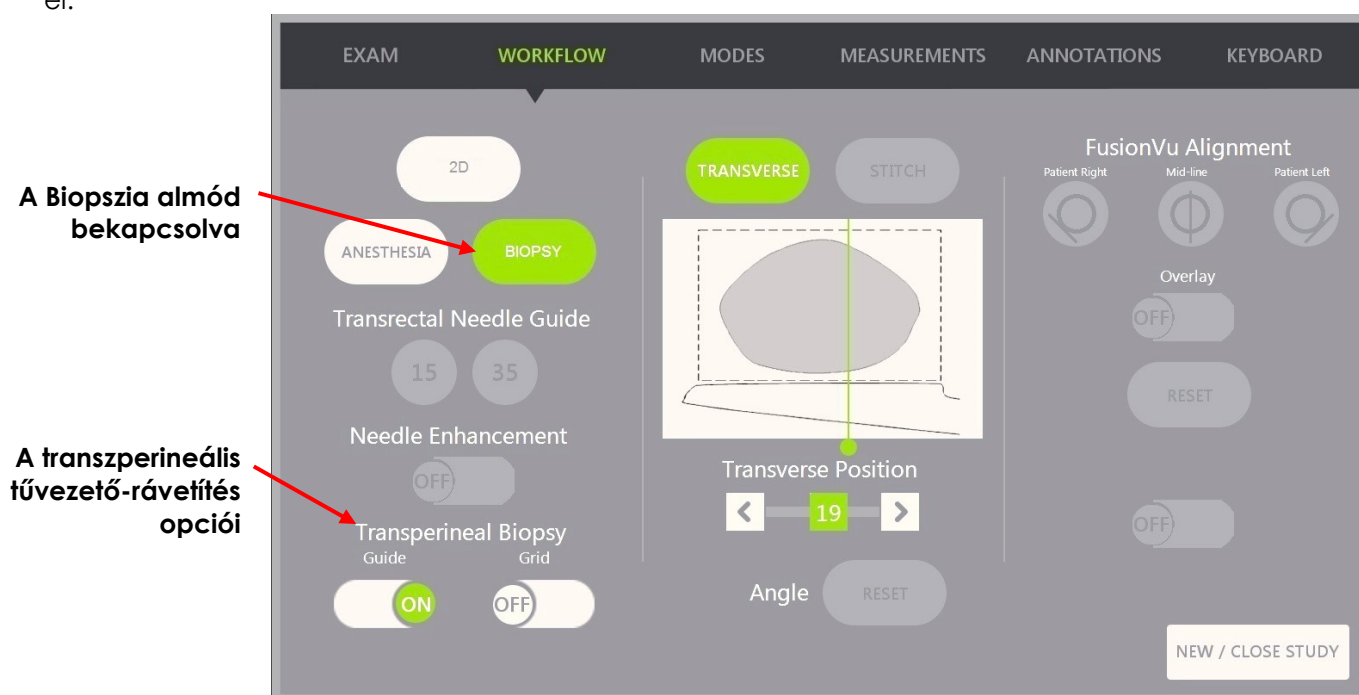 el.
EXAM WORKFLOW MODES MEASUREMENTS ANNOTATIONS KEYBOARD
A Biopszia almód
bekapcsolva
A transzperineális
tűvezető-rávetítés
opciói
2D
ANESTHESIA BIOPSY
Transrectal Needle Guide
15 35
Needle Enhancement
OFF
Transperineal Biopsy
Guide Grid
ON OFF
TRANSVERSE STITCH
Transverse Position
< 19 >
Angle RESET
FusionVu Alignment
Patient Right Mid-line Patient Left
Overlay
OFF
RESET
OFF
NEW / CLOSE STUDY